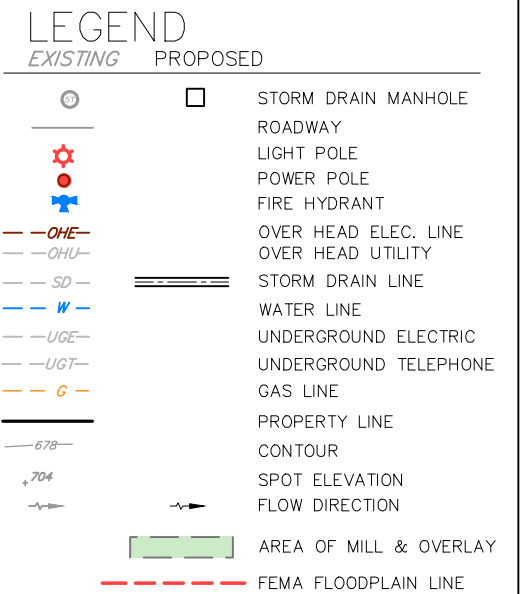 LEGEND
EXISTING PROPOSED
ST STORM DRAIN MANHOLE
ROADWAY
LIGHT POLE
POWER POLE
FIRE HYDRANT
OHE OVER HEAD ELEC. LINE
OHU OVER HEAD UTILITY
SD STORM DRAIN LINE
W WATER LINE
UGE UNDERGROUND ELECTRIC
UGT UNDERGROUND TELEPHONE
G GAS LINE
PROPERTY LINE
678 CONTOUR
704 SPOT ELEVATION
FLOW DIRECTION
AREA OF MILL & OVERLAY
FEMA FLOODPLAIN LINE